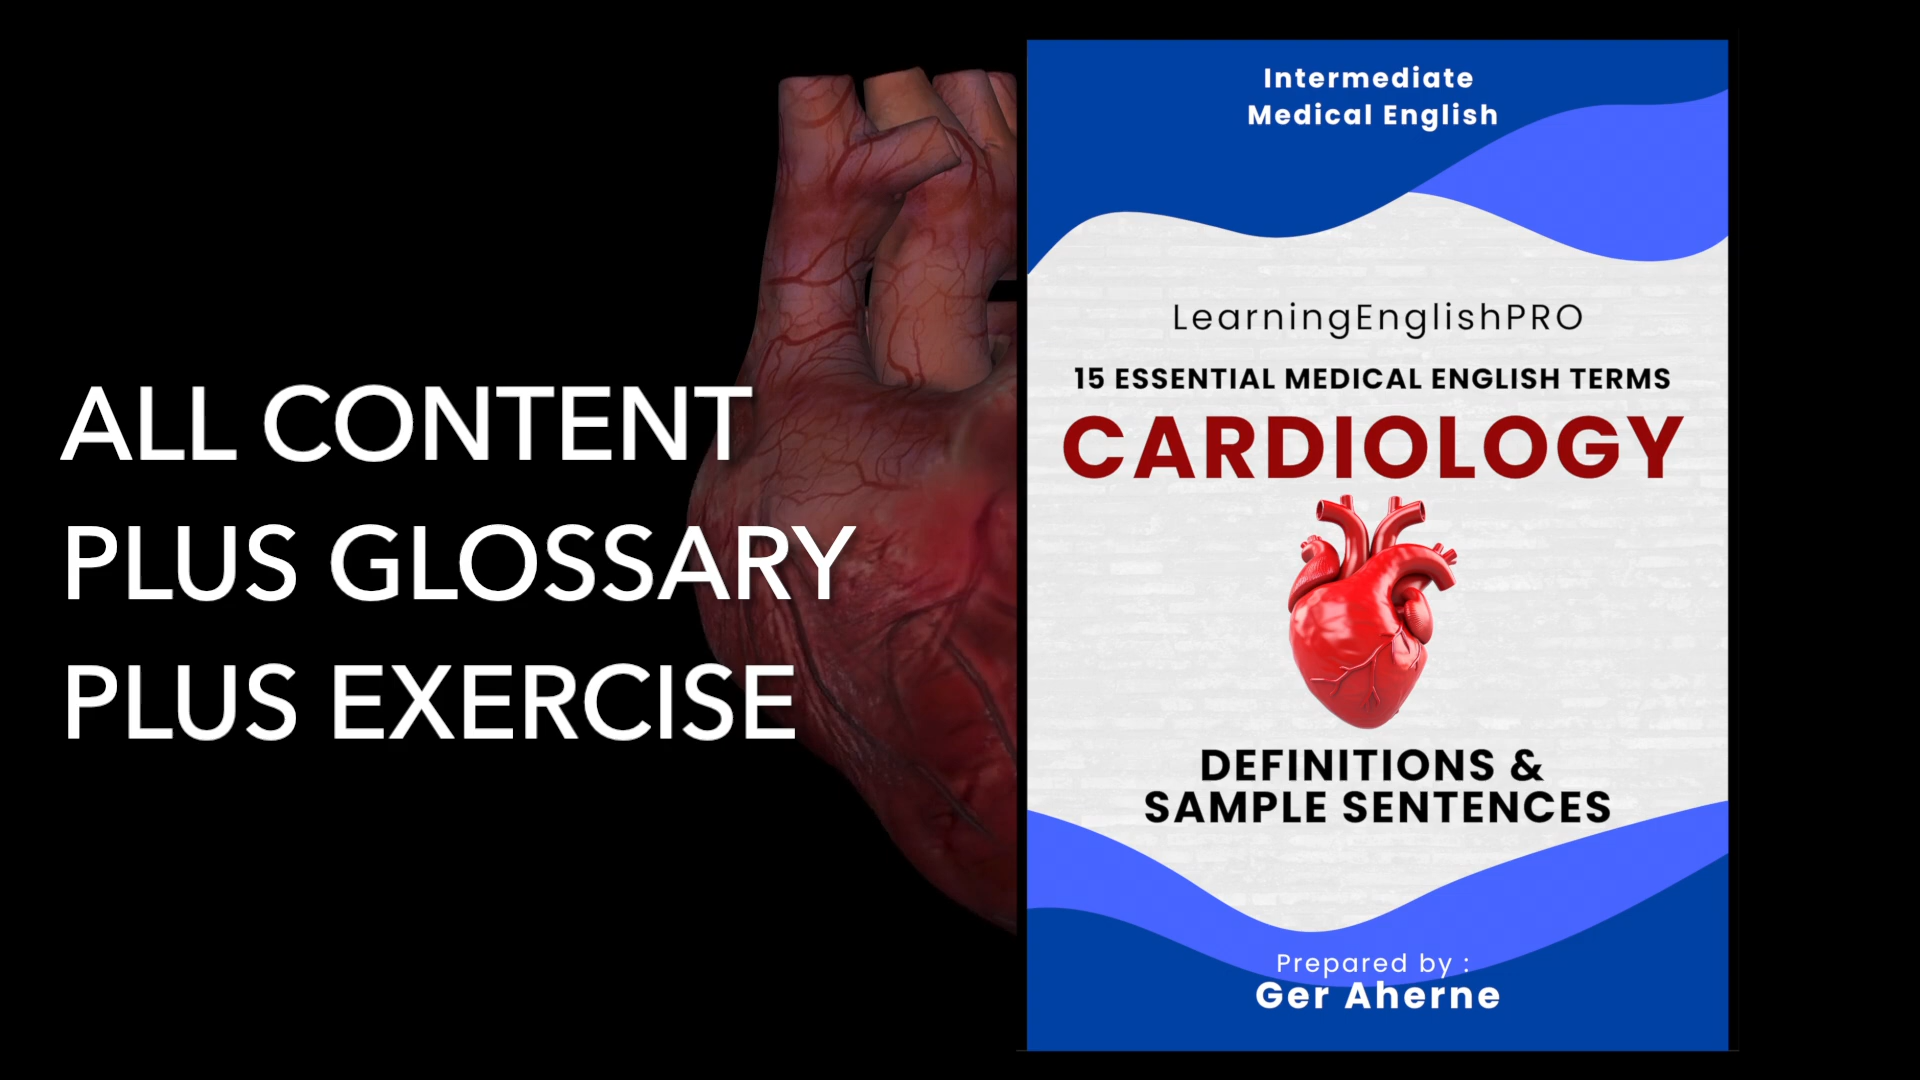 ALL CONTENT
PLUS GLOSSARY
PLUS EXERCISE
Intermediate
Medical English
LearningEnglishPRO
15 ESSENTIAL MEDICAL ENGLISH TERMS
CARDIOLOGY
DEFINITIONS &
SAMPLE SENTENCES
Prepared by :
Ger Aherne